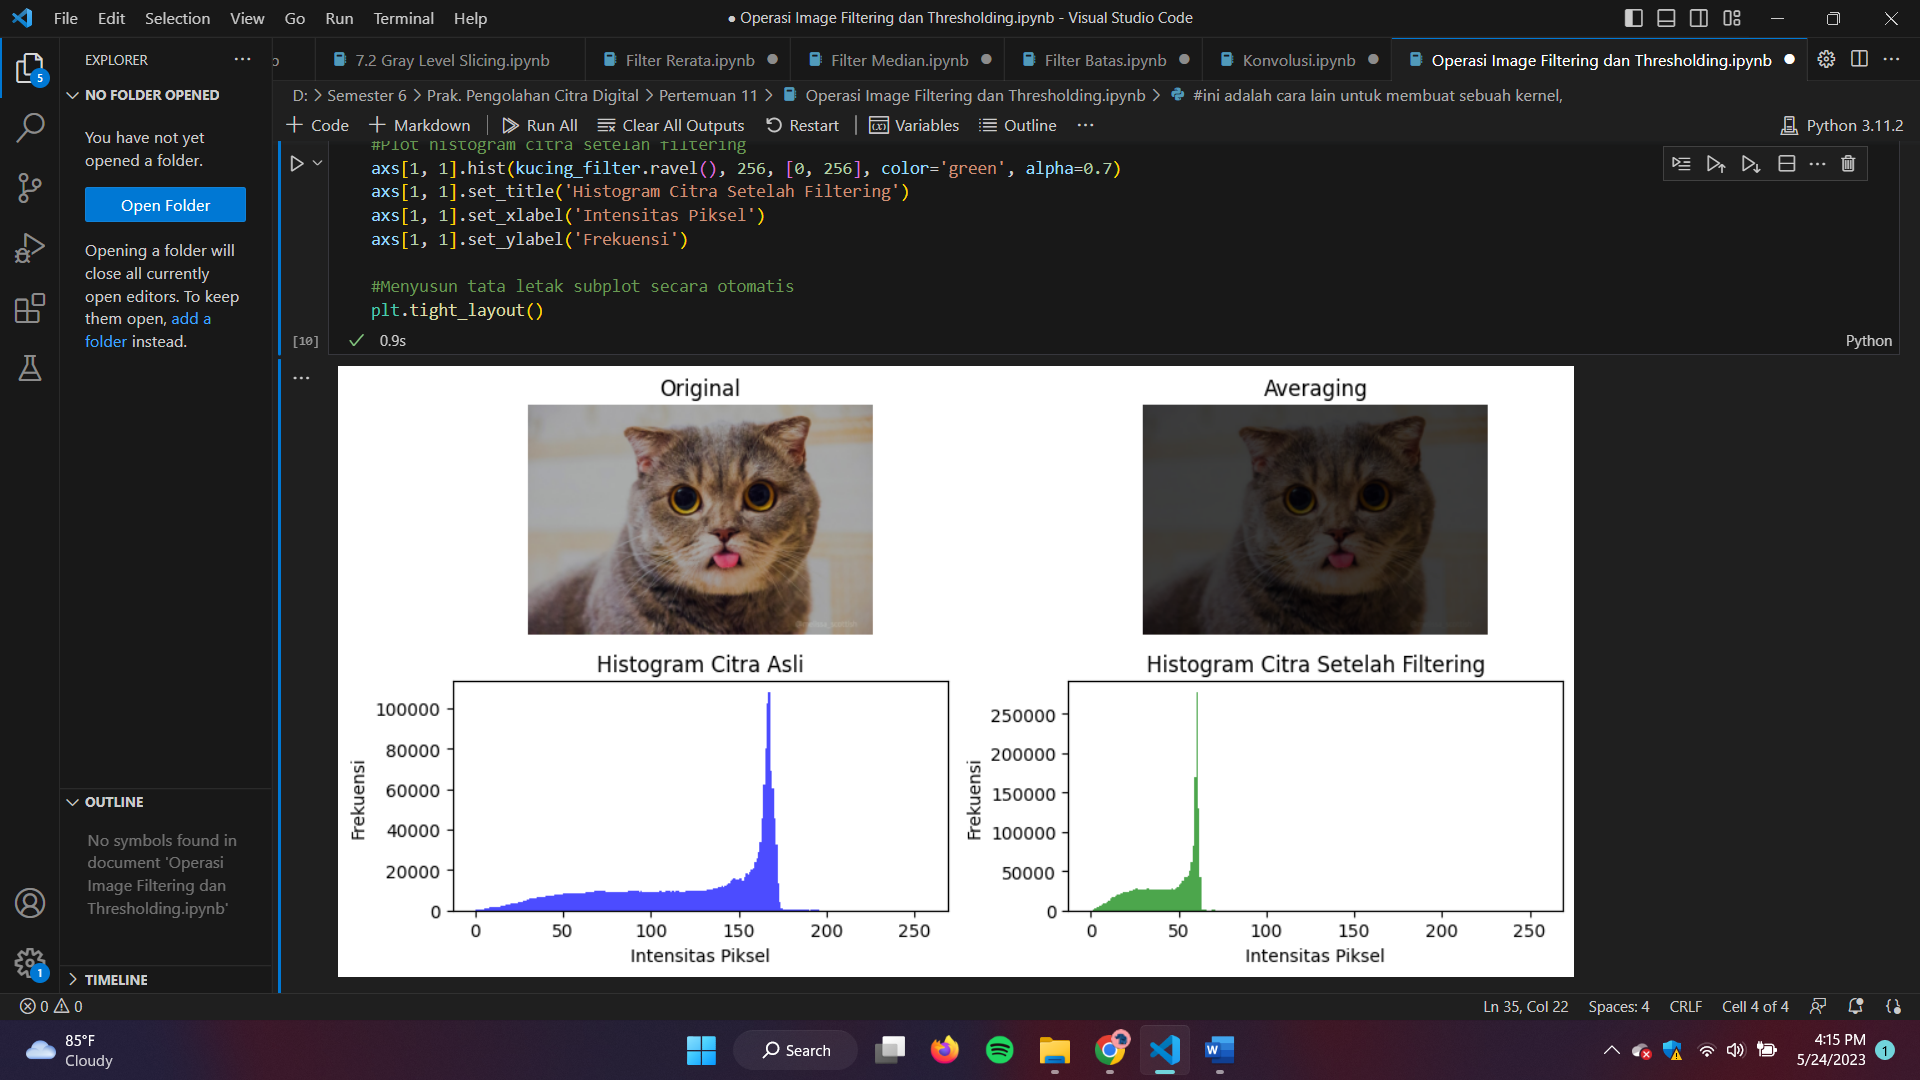 File Edit Selection View Go Run Terminal Help
● Operasi Image Filtering dan Thresholding.ipynb - Visual Studio Code
EXPLORER
7.2 Gray Level Slicing.ipynb
Filter Rerata.ipynb
Filter Median.ipynb
Filter Batas.ipynb
Konvolusi.ipynb
Operasi Image Filtering dan Thresholding.ipynb
NO FOLDER OPENED
D: > Semester 6 > Prak. Pengolahan Citra Digital > Pertemuan 11 > Operasi Image Filtering dan Thresholding.ipynb > #ini adalah cara lain untuk membuat sebuah kernel,
+ Code + Markdown Run All Clear All Outputs Restart Variables Outline ...
Python 3.11.2
You have not yet
opened a folder.
Open Folder
Opening a folder will
close all currently
open editors. To keep
them open, add a
folder instead.
#Plot histogram citra setelah filtering
axs[1, 1].hist(kucing_filter.ravel(), 256, [0, 256], color='green', alpha=0.7)
axs[1, 1].set_title('Histogram Citra Setelah Filtering')
axs[1, 1].set_xlabel('Intensitas Piksel')
axs[1, 1].set_ylabel('Frekuensi')
#Menyusun tata letak subplot secara otomatis
plt.tight_layout()
[10] 0.9s
Python
Original
Averaging
Histogram Citra Asli
Frekuensi
100000
80000
60000
40000
20000
0
0 50 100 150 200 250
Intensitas Piksel
Histogram Citra Setelah Filtering
Frekuensi
250000
200000
150000
100000
50000
0
0 50 100 150 200 250
Intensitas Piksel
OUTLINE
No symbols found in
document 'Operasi
Image Filtering dan
Thresholding.ipynb'
TIMELINE
5
1
0 0
Ln 35, Col 22 Spaces: 4 CRLF Cell 4 of 4
85°F
Cloudy
Search
4:15 PM
5/24/2023
1